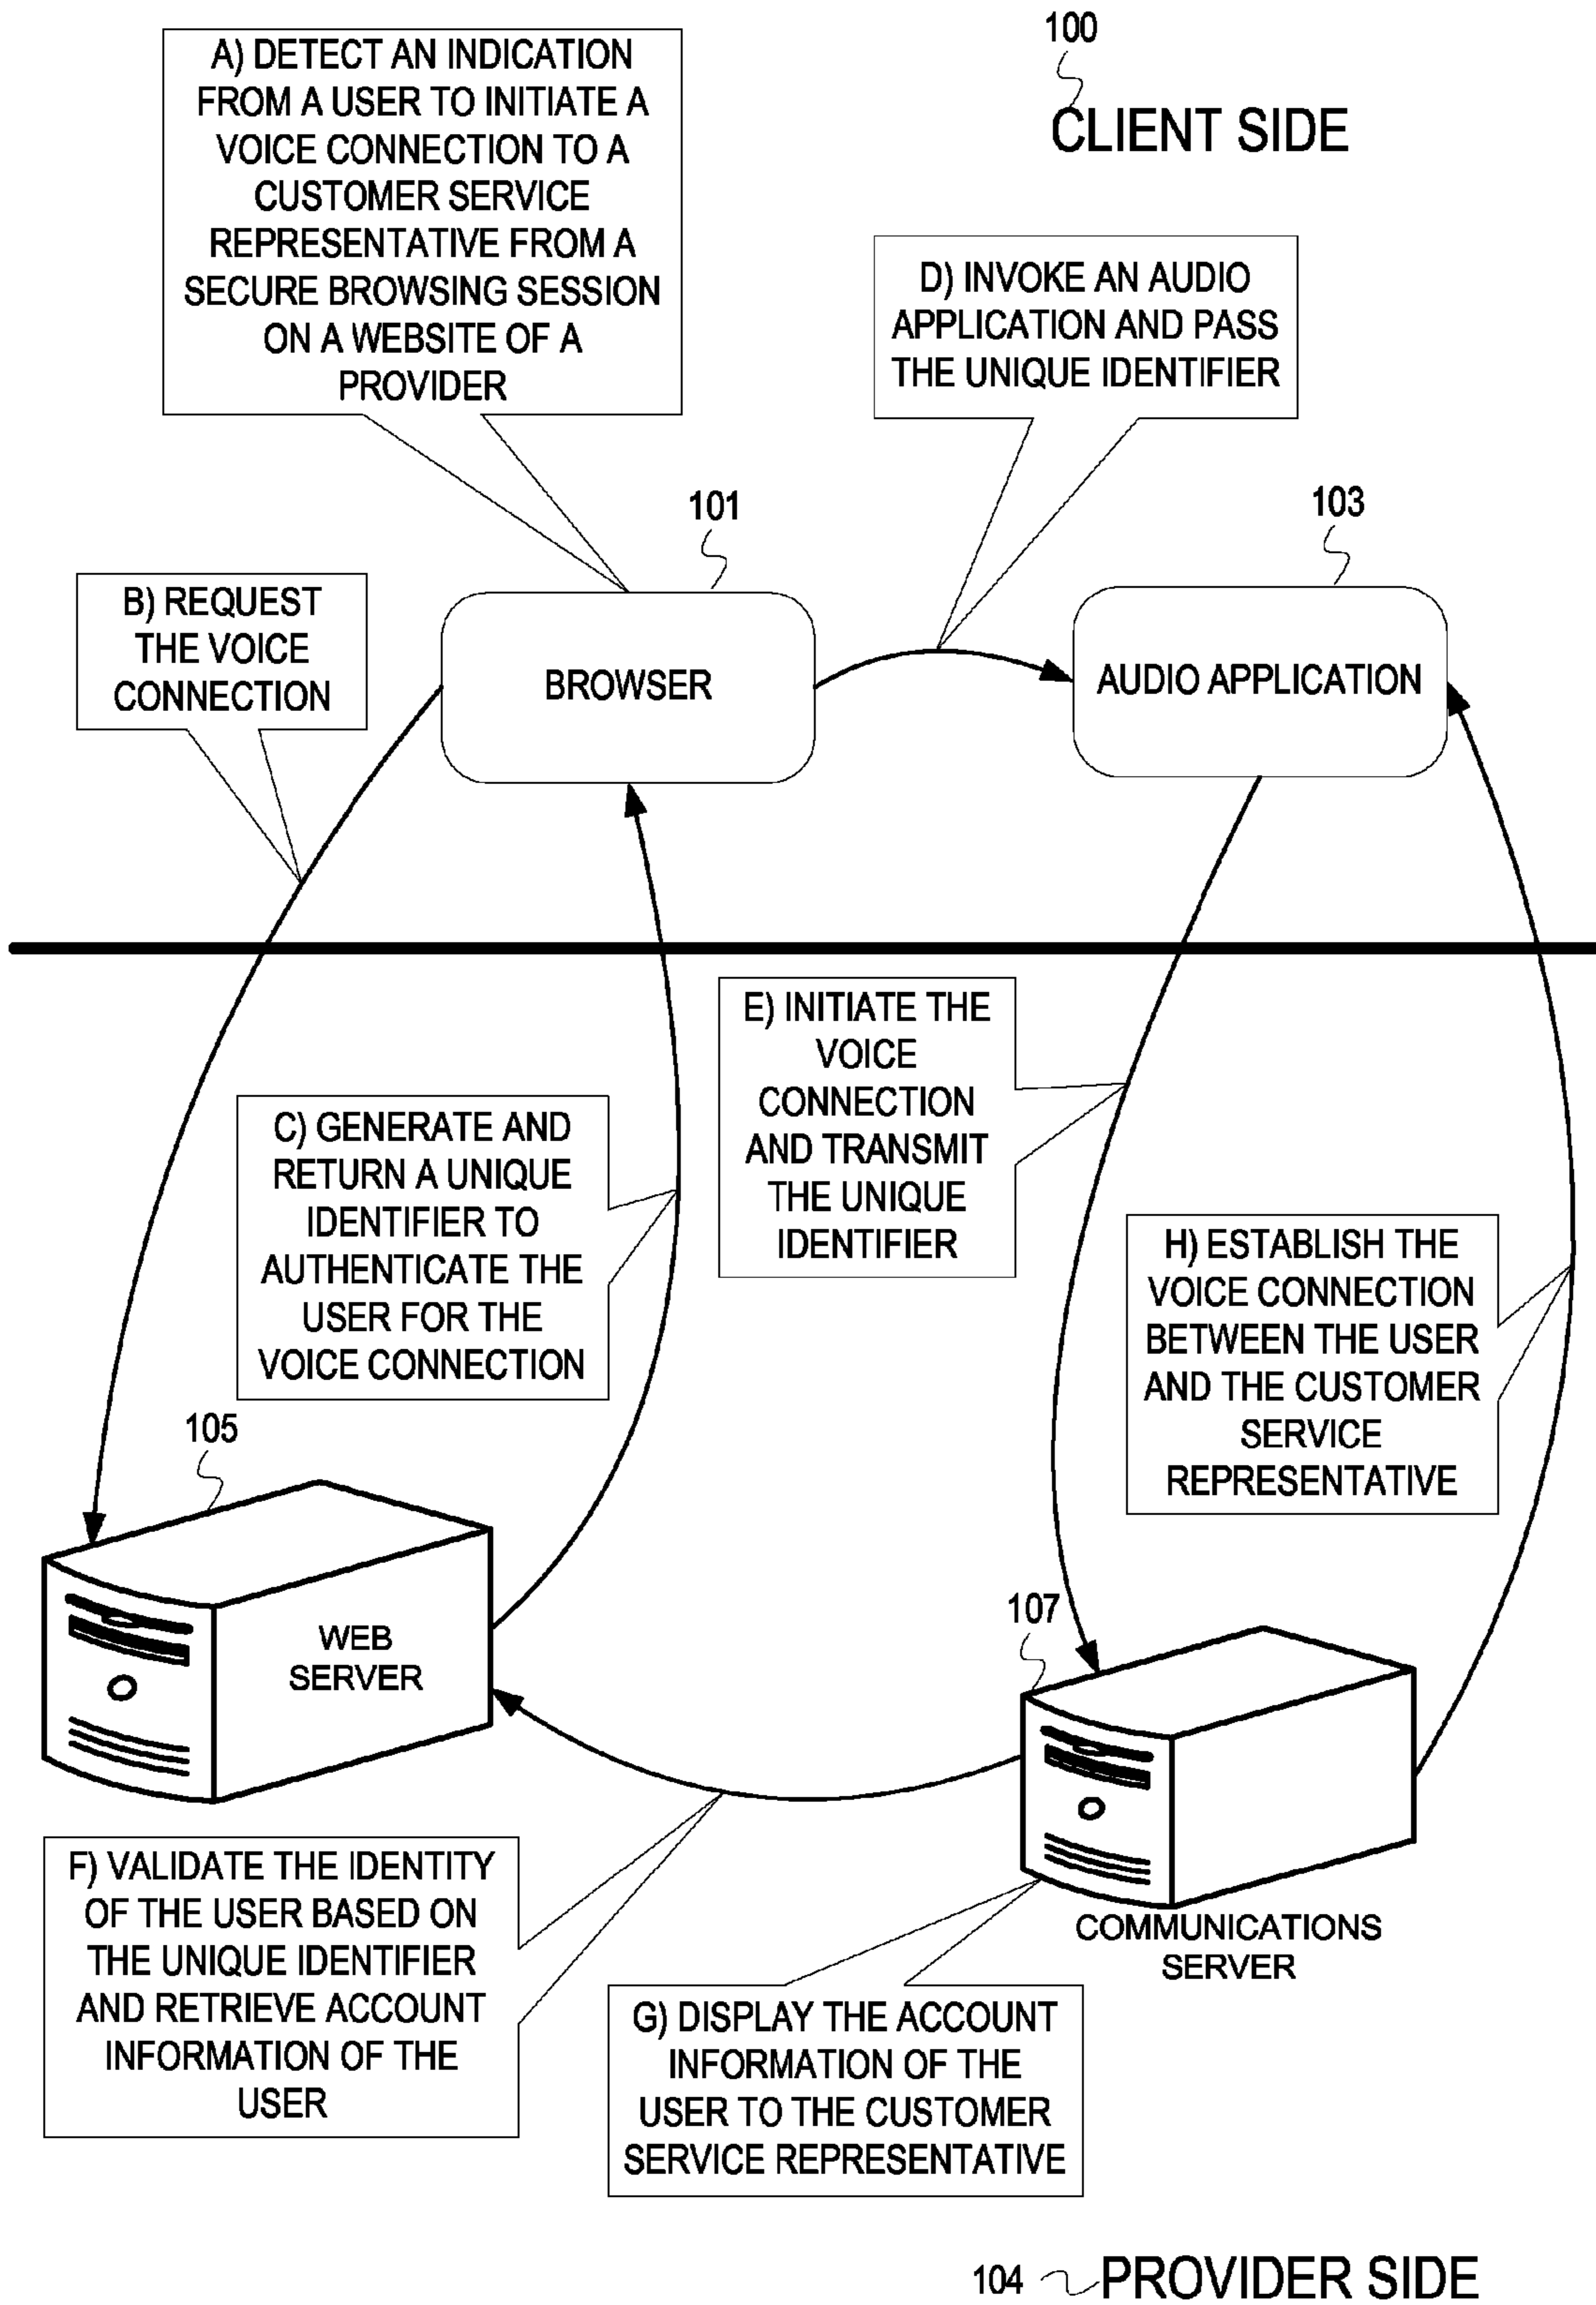 100
CLIENT SIDE
A) DETECT AN INDICATION
FROM A USER TO INITIATE A
VOICE CONNECTION TO A
CUSTOMER SERVICE
REPRESENTATIVE FROM A
SECURE BROWSING SESSION
ON A WEBSITE OF A
PROVIDER
D) INVOKE AN AUDIO
APPLICATION AND PASS
THE UNIQUE IDENTIFIER
101
103
B) REQUEST
THE VOICE
CONNECTION
BROWSER
AUDIO APPLICATION
E) INITIATE THE
VOICE
CONNECTION
AND TRANSMIT
THE UNIQUE
IDENTIFIER
C) GENERATE AND
RETURN A UNIQUE
IDENTIFIER TO
AUTHENTICATE THE
USER FOR THE
VOICE CONNECTION
H) ESTABLISH THE
VOICE CONNECTION
BETWEEN THE USER
AND THE CUSTOMER
SERVICE
REPRESENTATIVE
105
WEB
SERVER
107
COMMUNICATIONS
SERVER
F) VALIDATE THE IDENTITY
OF THE USER BASED ON
THE UNIQUE IDENTIFIER
AND RETRIEVE ACCOUNT
INFORMATION OF THE
USER
G) DISPLAY THE ACCOUNT
INFORMATION OF THE
USER TO THE CUSTOMER
SERVICE REPRESENTATIVE
104
PROVIDER SIDE